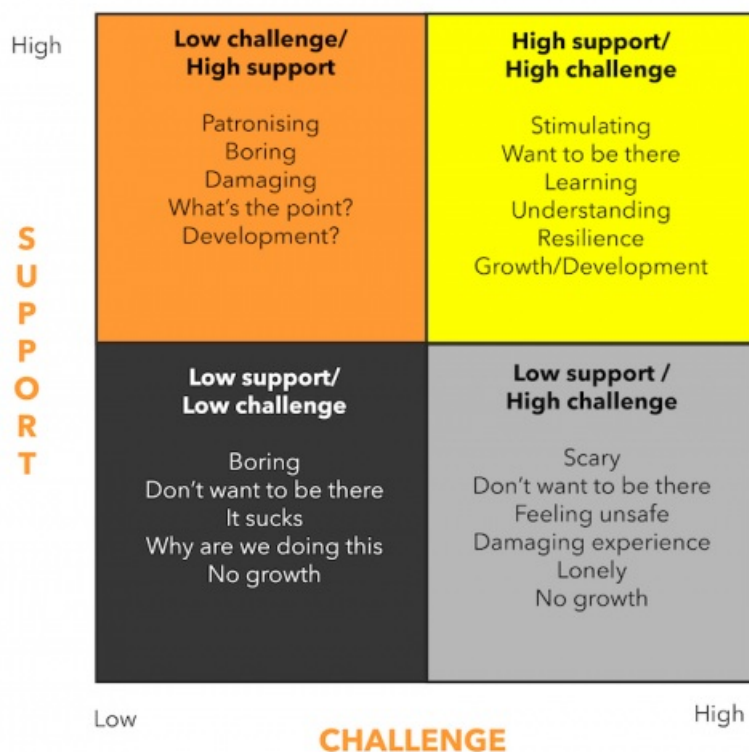 High
Low challenge/
High support
Patronising
Boring
Damaging
What's the point?
Development?
High support/
High challenge
Stimulating
Want to be there
Learning
Understanding
Resilience
Growth/Development
SUPPORT
Low support/
Low challenge
Boring
Don't want to be there
It sucks
Why are we doing this
No growth
Low support /
High challenge
Scary
Don't want to be there
Feeling unsafe
Damaging experience
Lonely
No growth
Low
High
CHALLENGE